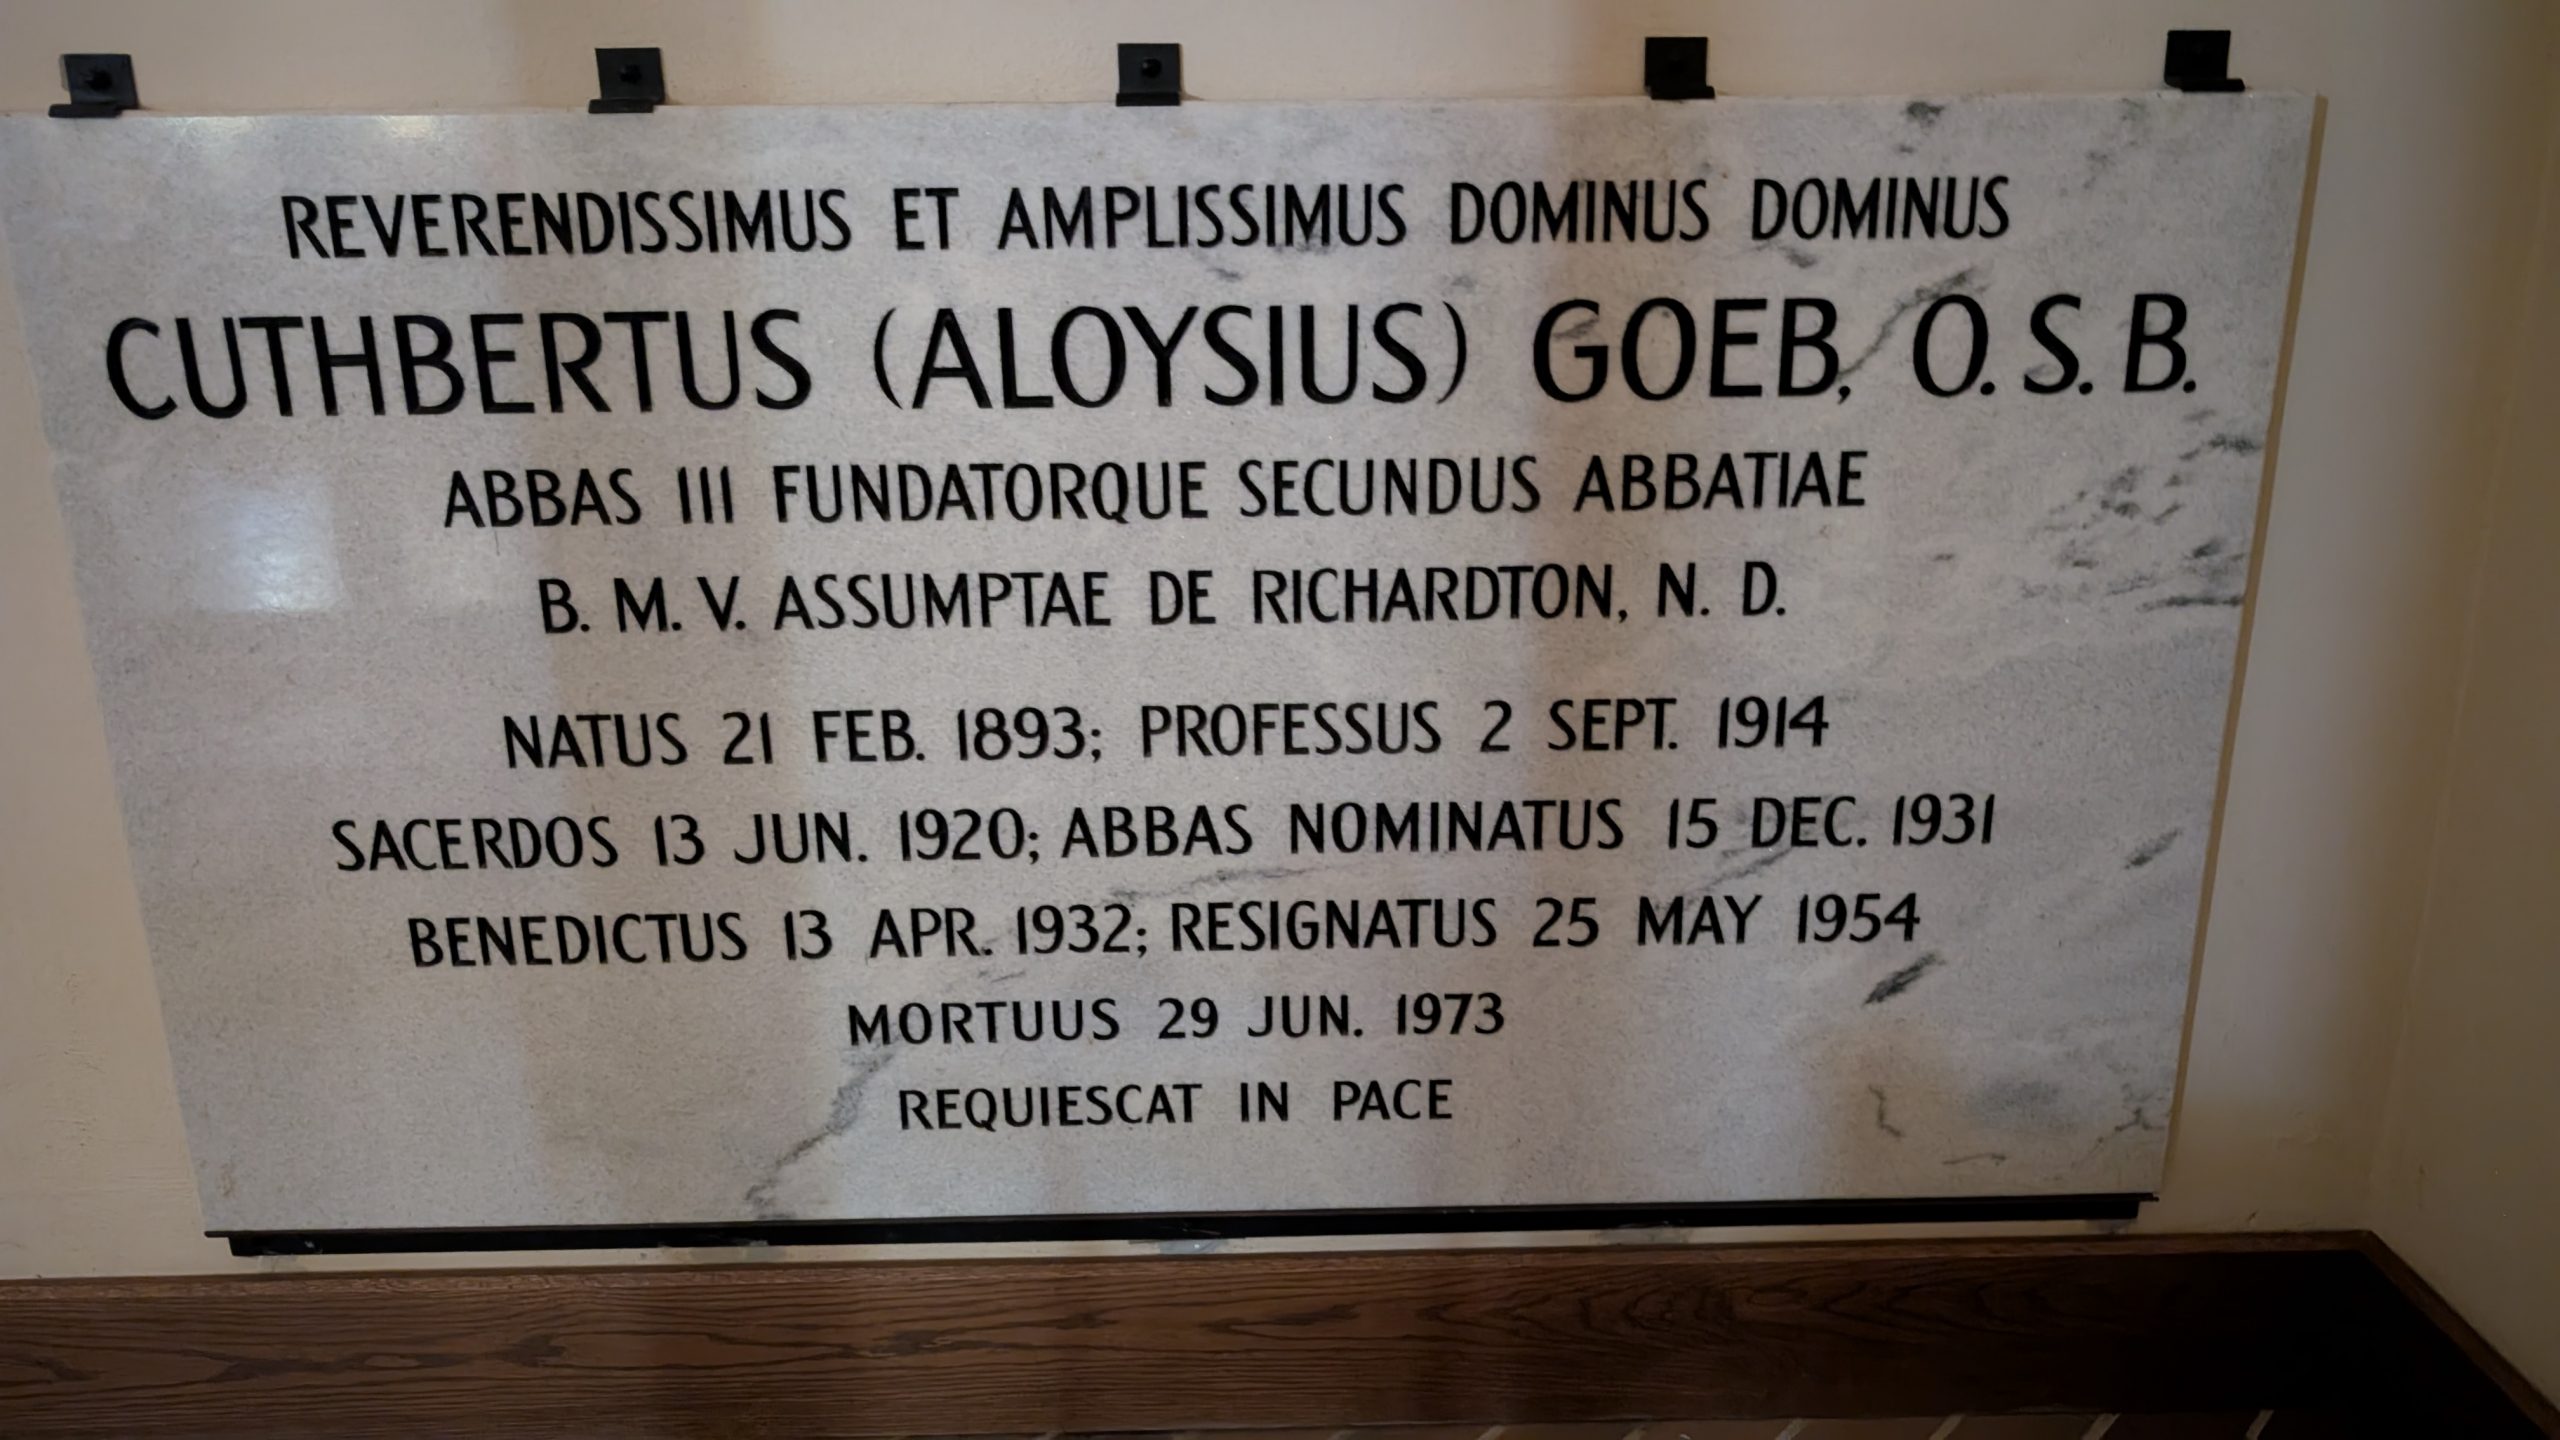 REVERENDISSIMUS ET AMPLISSIMUS DOMINUS DOMINUS
CUTHBERTUS (ALOYSIUS) GOEB, O.S.B.
ABBAS III FUNDATORQUE SECUNDUS ABBATIAE
B. M. V. ASSUMPTAE DE RICHARDTON, N. D.
NATUS 21 FEB. 1893; PROFESSUS 2 SEPT. 1914
SACERDOS 13 JUN. 1920; ABBAS NOMINATUS 15 DEC. 1931
BENEDICTUS 13 APR. 1932; RESIGNATUS 25 MAY 1954
MORTUUS 29 JUN. 1973
REQUIESCAT IN PACE